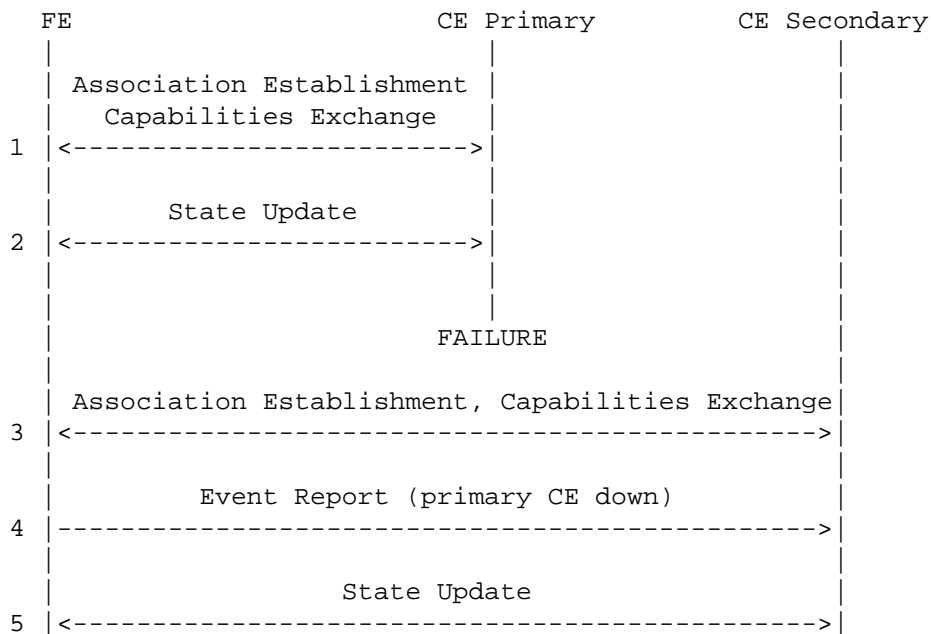 FE CE Primary CE Secondary
Association Establishment
Capabilities Exchange
1
State Update
2
FAILURE
Association Establishment, Capabilities Exchange
3
Event Report (primary CE down)
4
State Update
5